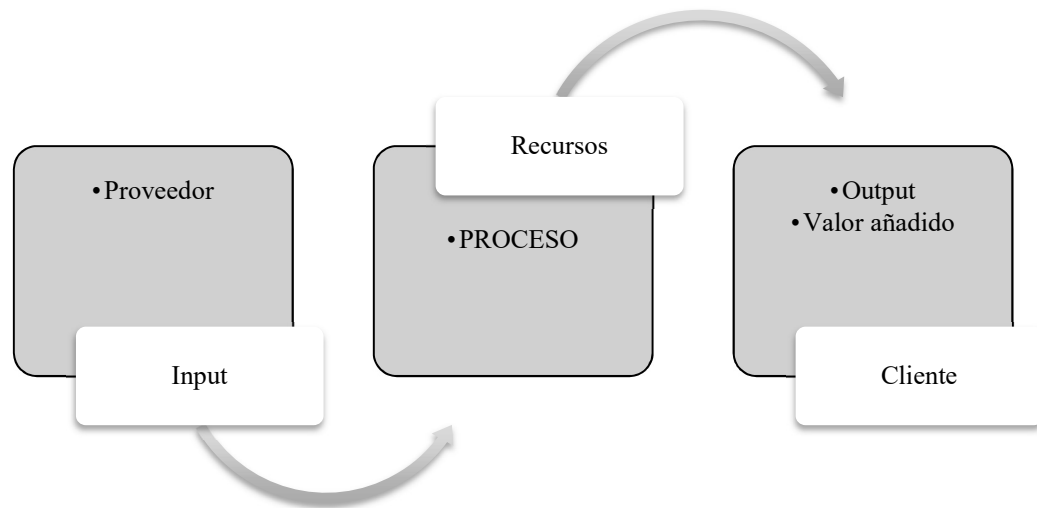 • Proveedor
Input
Recursos
• PROCESO
• Output
• Valor añadido
Cliente